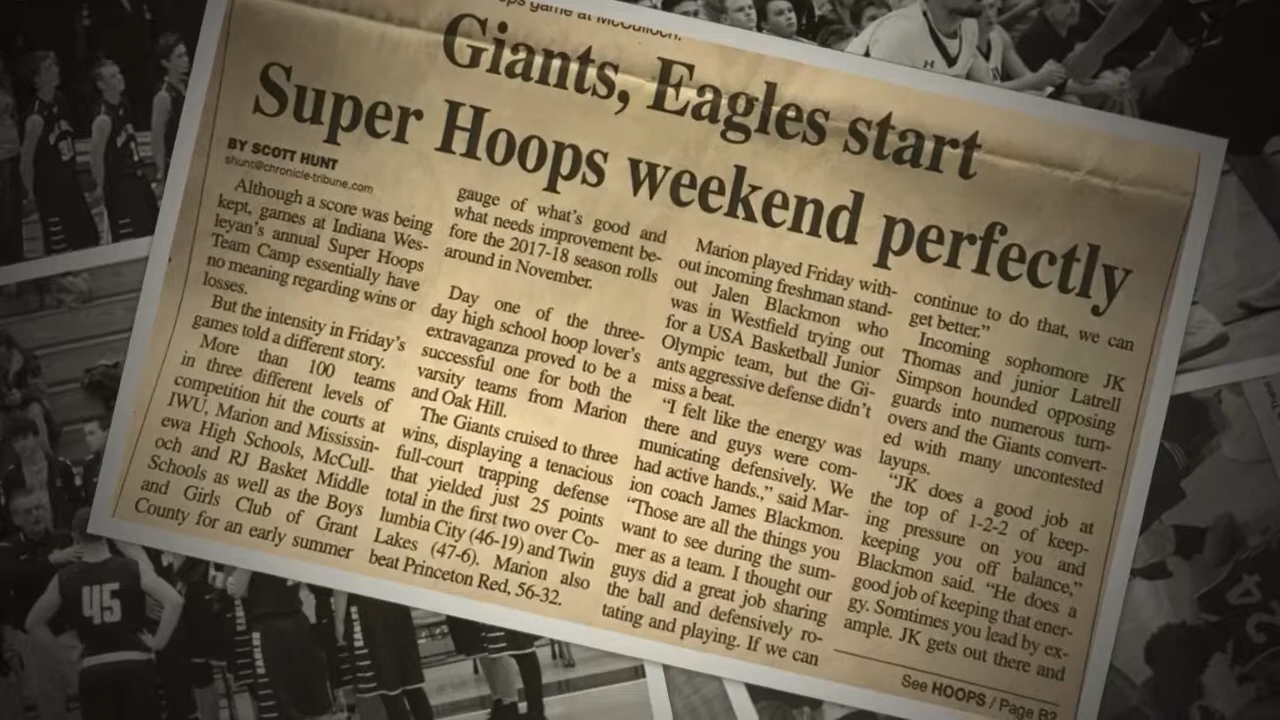 ps game at McCulloch.
Giants, Eagles start
Super Hoops weekend perfectly
BY SCOTT HUNT
shunt@chronicle-tribune.com
Although a score was being
kept, games at Indiana Wes-
leyan's annual Super Hoops
Team Camp essentially have
no meaning regarding wins or
losses.
But the intensity in Friday's
games told a different story.
More than 100 teams
in three different levels of
competition hit the courts at
IWU, Marion and Mississin-
ewa High Schools, McCull-
och and RJ Basket Middle
Schools as well as the Boys
and Girls Club of Grant
County for an early summer
gauge of what's good and
what needs improvement be-
fore the 2017-18 season rolls
around in November.
Day one of the three-
day high school hoop lover's
extravaganza proved to be a
successful one for both the
varsity teams from Marion
and Oak Hill.
The Giants cruised to three
wins, displaying a tenacious
full-court trapping defense
that yielded just 25 points
total in the first two over Co-
lumbia City (46-19) and Twin
Lakes (47-6). Marion also
beat Princeton Red, 56-32.
Marion played Friday with-
out incoming freshman stand-
out Jalen Blackmon who
was in Westfield trying out
for a USA Basketball Junior
Olympic team, but the Gi-
ants aggressive defense didn't
miss a beat.
"I felt like the energy was
there and guys were com-
municating defensively. We
had active hands.," said Mar-
ion coach James Blackmon.
"Those are all the things you
want to see during the sum-
mer as a team. I thought our
guys did a great job sharing
the ball and defensively ro-
tating and playing. If we can
continue to do that, we can
get better."
Incoming sophomore JK
Thomas and junior Latrell
Simpson hounded opposing
guards into numerous turn-
overs and the Giants convert-
ed with many uncontested
layups.
"JK does a good job at
the top of 1-2-2 of keep-
ing pressure on you and
keeping you off balance,"
Blackmon said. "He does a
good job of keeping that ener-
gy. Somtimes you lead by ex-
ample. JK gets out there and
See HOOPS / Page B2
45